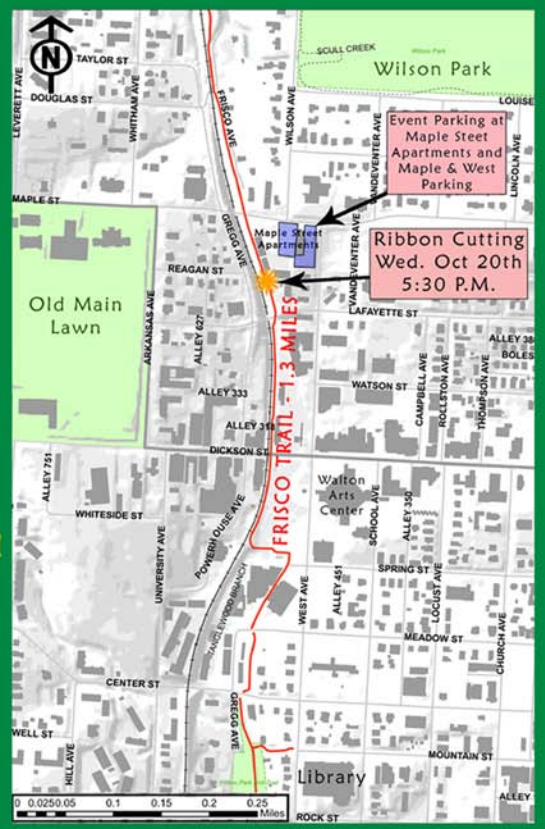 N
TAYLOR ST
DOUGLAS ST
LEVERETT AVE
WHITHAM AVE
FRISCO AVE
WILSON AVE
SCULL CREEK
Wilson Park
Wilson Park
LOUISE
Event Parking at
Maple Steet
Apartments and
Maple & West
Parking
VANDEVENTER AVE
LINCOLN AVE
MAPLE ST
GREGG AVE
Maple Street
Apartments
Ribbon Cutting
Wed. Oct 20th
5:30 P.M.
VANDEVENTER AVE
REAGAN ST
LAFAYETTE ST
Old Main
Lawn
ARKANSAS AVE
ALLEY 627
FRISCO TRAIL - 1.3 MILES
ALLEY 38
BOLES
WATSON ST
CAMPBELL AVE
ROLLSTON AVE
THOMPSON AVE
ALLEY 333
ALLEY 318
DICKSON ST
ALLEY 751
Walton
Arts
Center
SCHOOL AVE
ALLEY 350
WHITESIDE ST
POWERHOUSE AVE
UNIVERSITY AVE
TANGLEWOOD BRANCH
WEST AVE
ALLEY 451
SPRING ST
LOCUST AVE
MEADOW ST
CHURCH AVE
CENTER ST
GREGG AVE
WELL ST
HILL AVE
MOUNTAIN ST
Library
ALLEY
0 0.025 0.05 0.1 0.15 0.2 0.25
Miles
ROCK ST